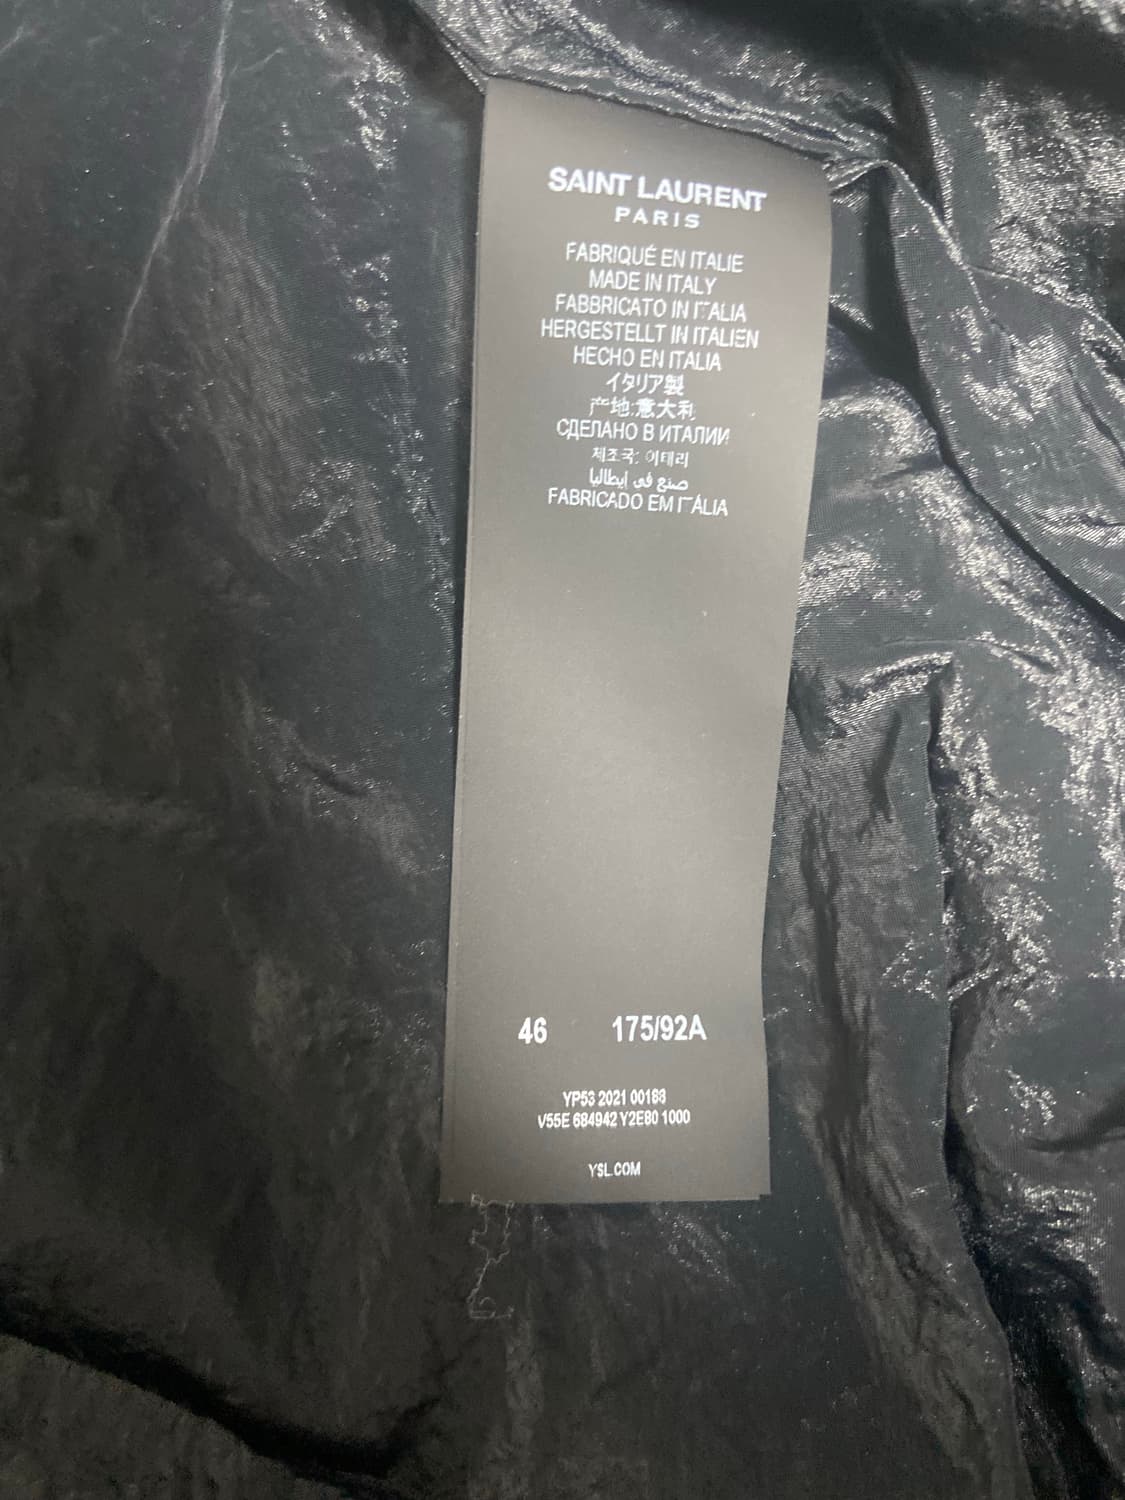 SAINT LAURENT
PARIS
FABRIQUÉ EN ITALIE
MADE IN ITALY
FABBRICATO IN ITALIA
HERGESTELLT IN ITALIEN
HECHO EN ITALIA
イタリア製
产地:意大利
СДЕЛАНО В ИТАЛИИ
제조국: 이태리
صنع في ايطاليا
FABRICADO EM ITÁLIA
46 175/92A
YP53 2021 00188
V55E 684942 Y2E80 1000
YSL.COM